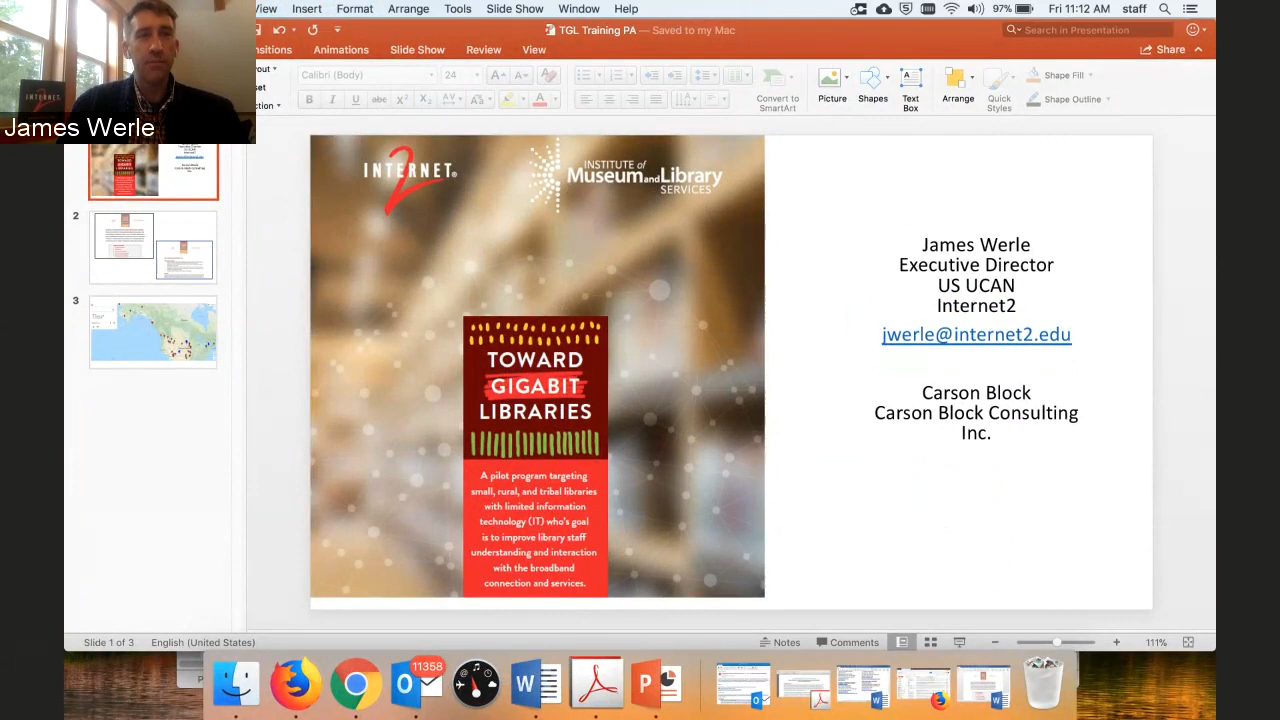 View Insert Format Arrange Tools Slide Show Window Help
97% Fri 11:12 AM staff
TGL Training PA — Saved to my Mac
Search in Presentation
Animations Slide Show Review View
Share
Calibri (Body) 24
Convert to
SmartArt
Picture
Shapes
Text
Box
Arrange
Quick
Styles
Shape Fill
Shape Outline
INTERNET
James Werle
2
3
INTERNET
2
INSTITUTE of
Museum and Library
SERVICES
TOWARD
GIGABIT
LIBRARIES
A pilot program targeting
small, rural, and tribal libraries
with limited information
technology (IT) who's goal
is to improve library staff
understanding and interaction
with the broadband
connection and services.
James Werle
Executive Director
US UCAN
Internet2
jwerle@internet2.edu
Carson Block
Carson Block Consulting
Inc.
Slide 1 of 3 English (United States)
Notes Comments 111%
11358